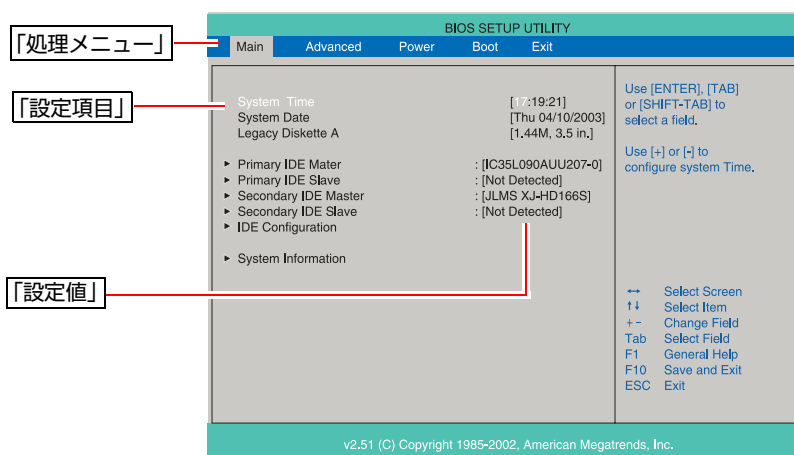 BIOS SETUP UTILITY
「処理メニュー」
Main Advanced Power Boot Exit
「設定項目」
System Time [17:19:21]
System Date [Thu 04/10/2003]
Legacy Diskette A [1.44M, 3.5 in.]
► Primary IDE Mater : [IC35L090AUU207-0]
► Primary IDE Slave : [Not Detected]
► Secondary IDE Master : [JLMS XJ-HD166S]
► Secondary IDE Slave : [Not Detected]
► IDE Configuration
► System Information
「設定値」
Use [ENTER], [TAB]
or [SHIFT-TAB] to
select a field.
Use [+] or [-] to
configure system Time.
↔ Select Screen
↑↓ Select Item
+ - Change Field
Tab Select Field
F1 General Help
F10 Save and Exit
ESC Exit
v2.51 (C) Copyright 1985-2002, American Megatrends, Inc.